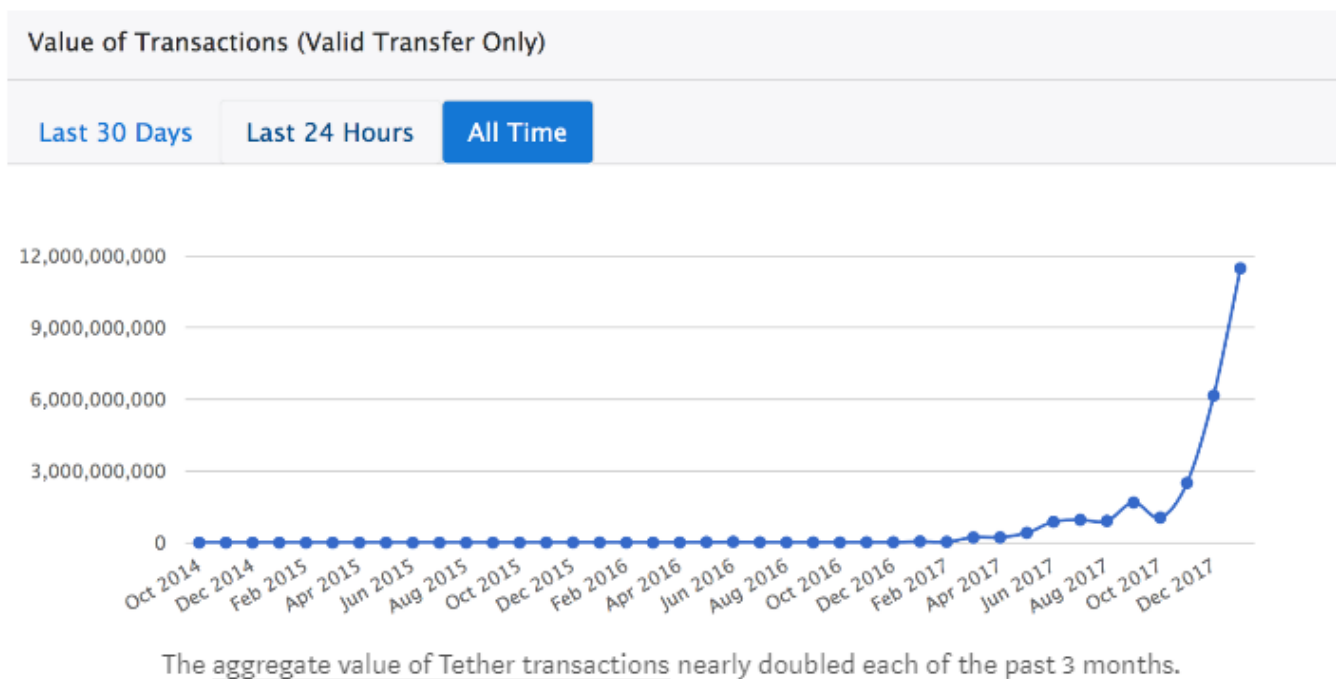 Value of Transactions (Valid Transfer Only)
Last 30 Days Last 24 Hours All Time
12,000,000,000
9,000,000,000
6,000,000,000
3,000,000,000
0
Oct 2014 Dec 2014 Feb 2015 Apr 2015 Jun 2015 Aug 2015 Oct 2015 Dec 2015 Feb 2016 Apr 2016 Jun 2016 Aug 2016 Oct 2016 Dec 2016 Feb 2017 Apr 2017 Jun 2017 Aug 2017 Oct 2017 Dec 2017
The aggregate value of Tether transactions nearly doubled each of the past 3 months.